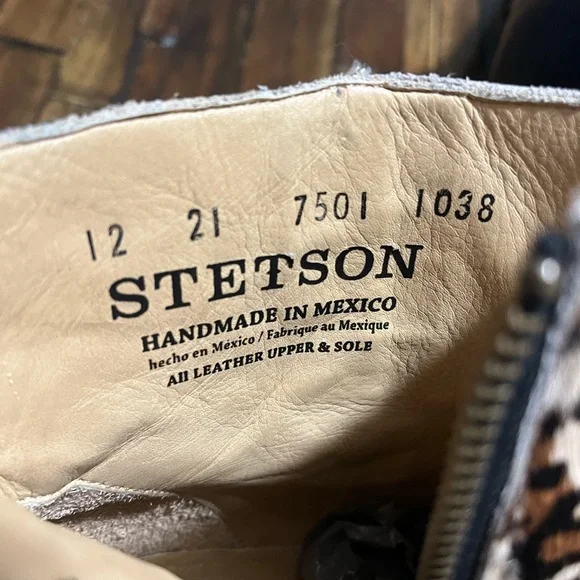 12 21 7501 1038
STETSON
HANDMADE IN MEXICO
hecho en México / Fabrique au Mexique
All LEATHER UPPER & SOLE